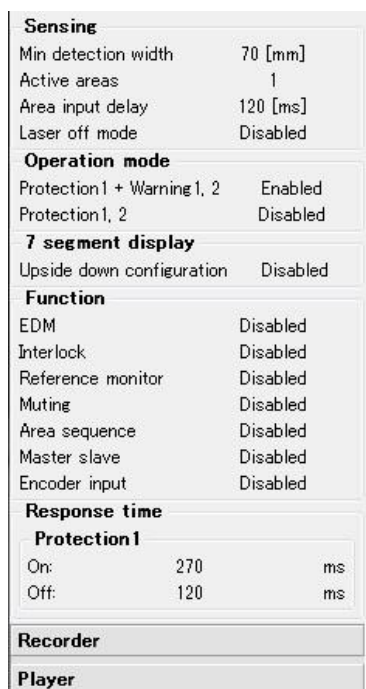 Sensing
Min detection width 70 [mm]
Active areas 1
Area input delay 120 [ms]
Laser off mode Disabled
Operation mode
Protection1 + Warning1, 2 Enabled
Protection1, 2 Disabled
7 segment display
Upside down configuration Disabled
Function
EDM Disabled
Interlock Disabled
Reference monitor Disabled
Muting Disabled
Area sequence Disabled
Master slave Disabled
Encoder input Disabled
Response time
Protection1
On: 270 ms
Off: 120 ms
Recorder
Player